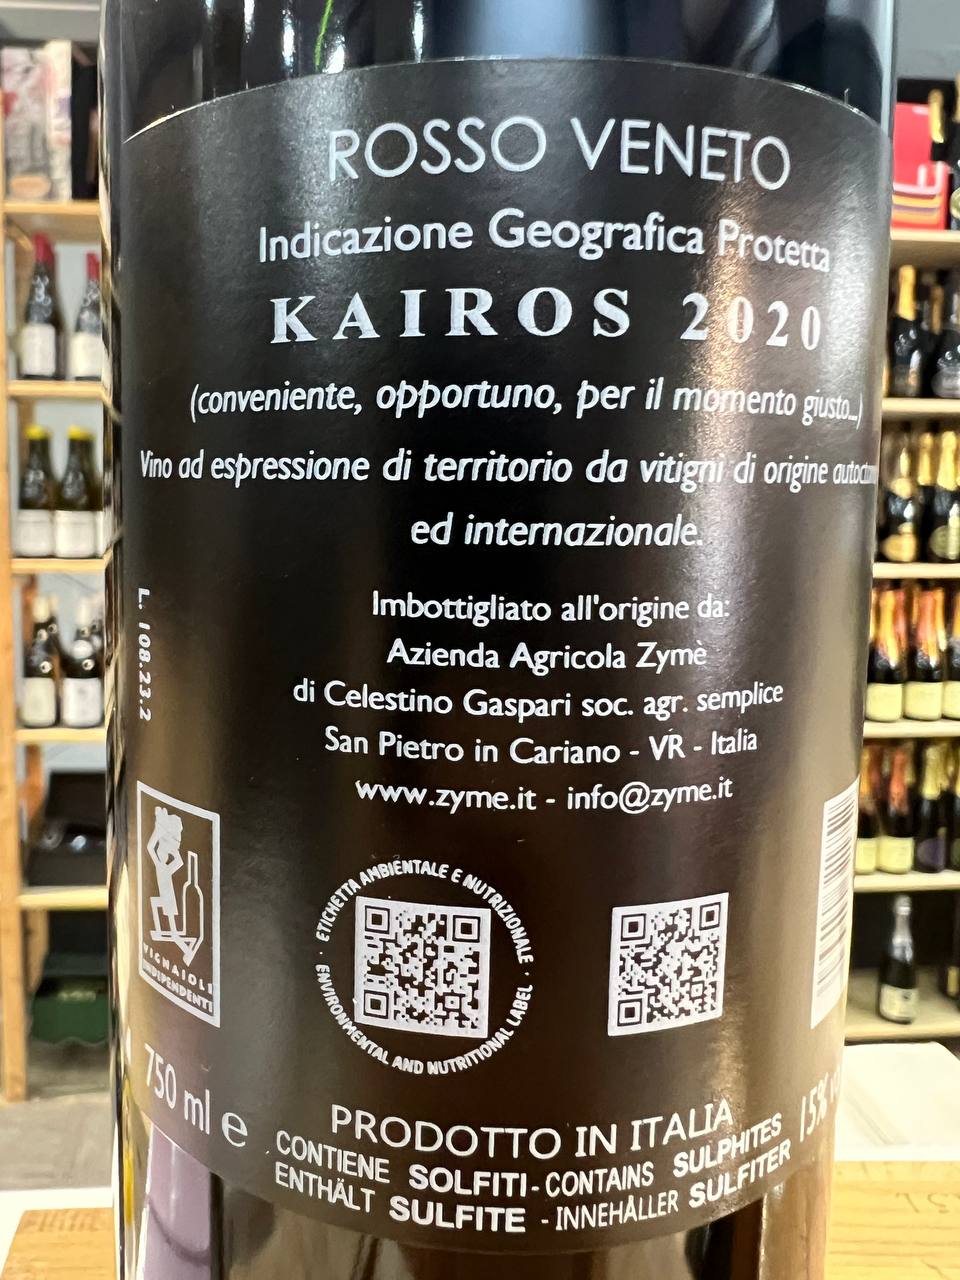 ROSSO VENETO
Indicazione Geografica Protetta
KAIROS 2020
(conveniente, opportuno, per il momento giusto...)
Vino ad espressione di territorio da vitigni di origine
ed internazionale.
Imbottigliato all'origine da:
Azienda Agricola Zymè
di Celestino Gaspari soc. agr. semplice
San Pietro in Cariano - VR - Italia
www.zyme.it - info@zyme.it
L. 108.23.2
VIGNAIOLI
INDIPENDENTI
· ETICHETTA AMBIENTALE E NUTRIZIONALE ·
ENVIRONMENTAL AND NUTRITIONAL LABEL
750 ml e
15%
PRODOTTO IN ITALIA
CONTIENE SOLFITI - CONTAINS SULPHITES
ENTHÄLT SULFITE - INNEHÅLLER SULFITER